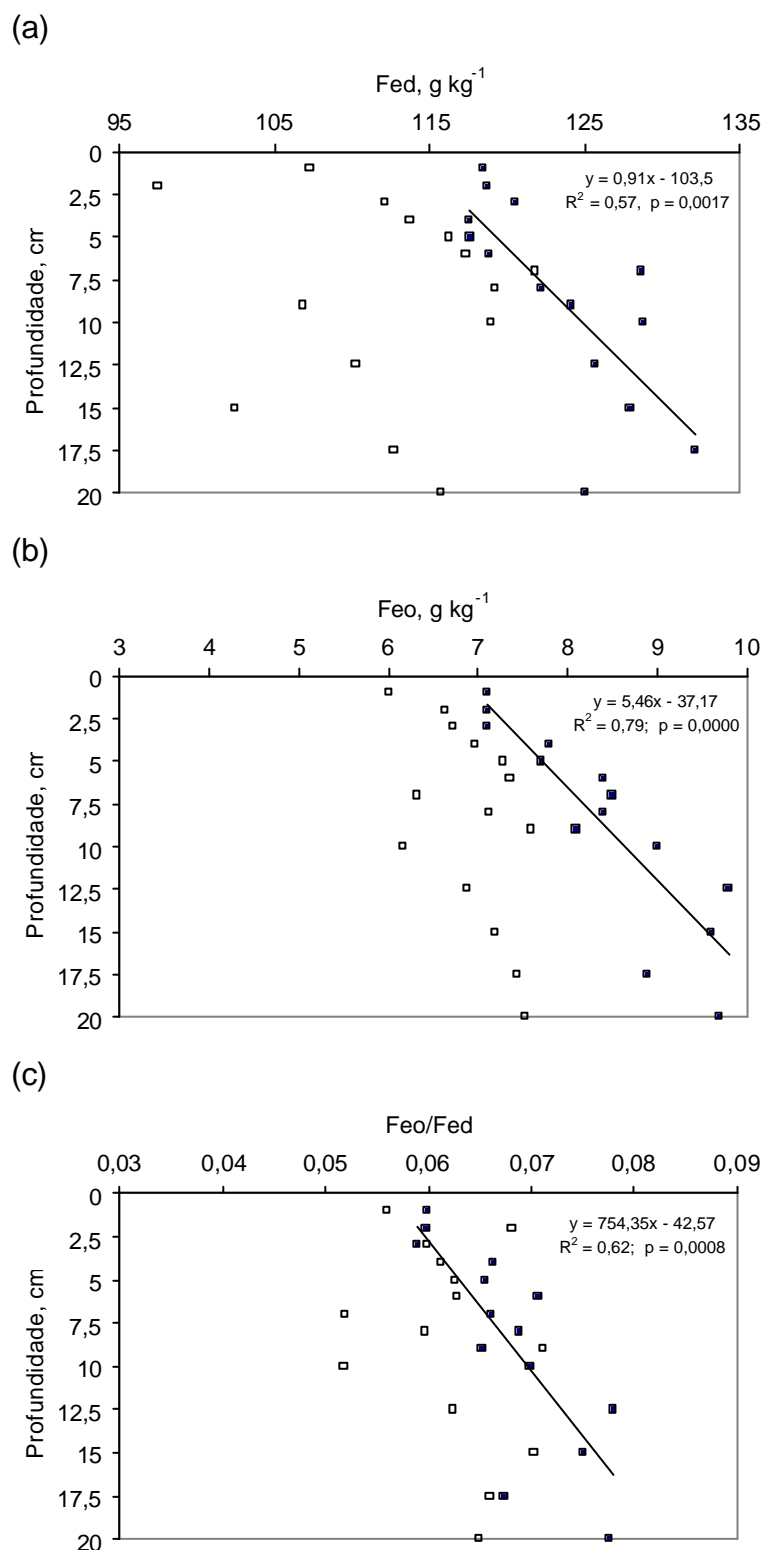 (a)
Fed, g kg-1
95 105 115 125 135
0
y = 0,91x - 103,5
R2 = 0,57, p = 0,0017
2,5
5
7,5
10
12,5
15
17,5
20
Profundidade, cm
(b)
Feo, g kg-1
3 4 5 6 7 8 9 10
0
y = 5,46x - 37,17
R2 = 0,79; p = 0,0000
2,5
5
7,5
10
12,5
15
17,5
20
Profundidade, cm
(c)
Feo/Fed
0,03 0,04 0,05 0,06 0,07 0,08 0,09
0
y = 754,35x - 42,57
R2 = 0,62; p = 0,0008
2,5
5
7,5
10
12,5
15
17,5
20
Profundidade, cm